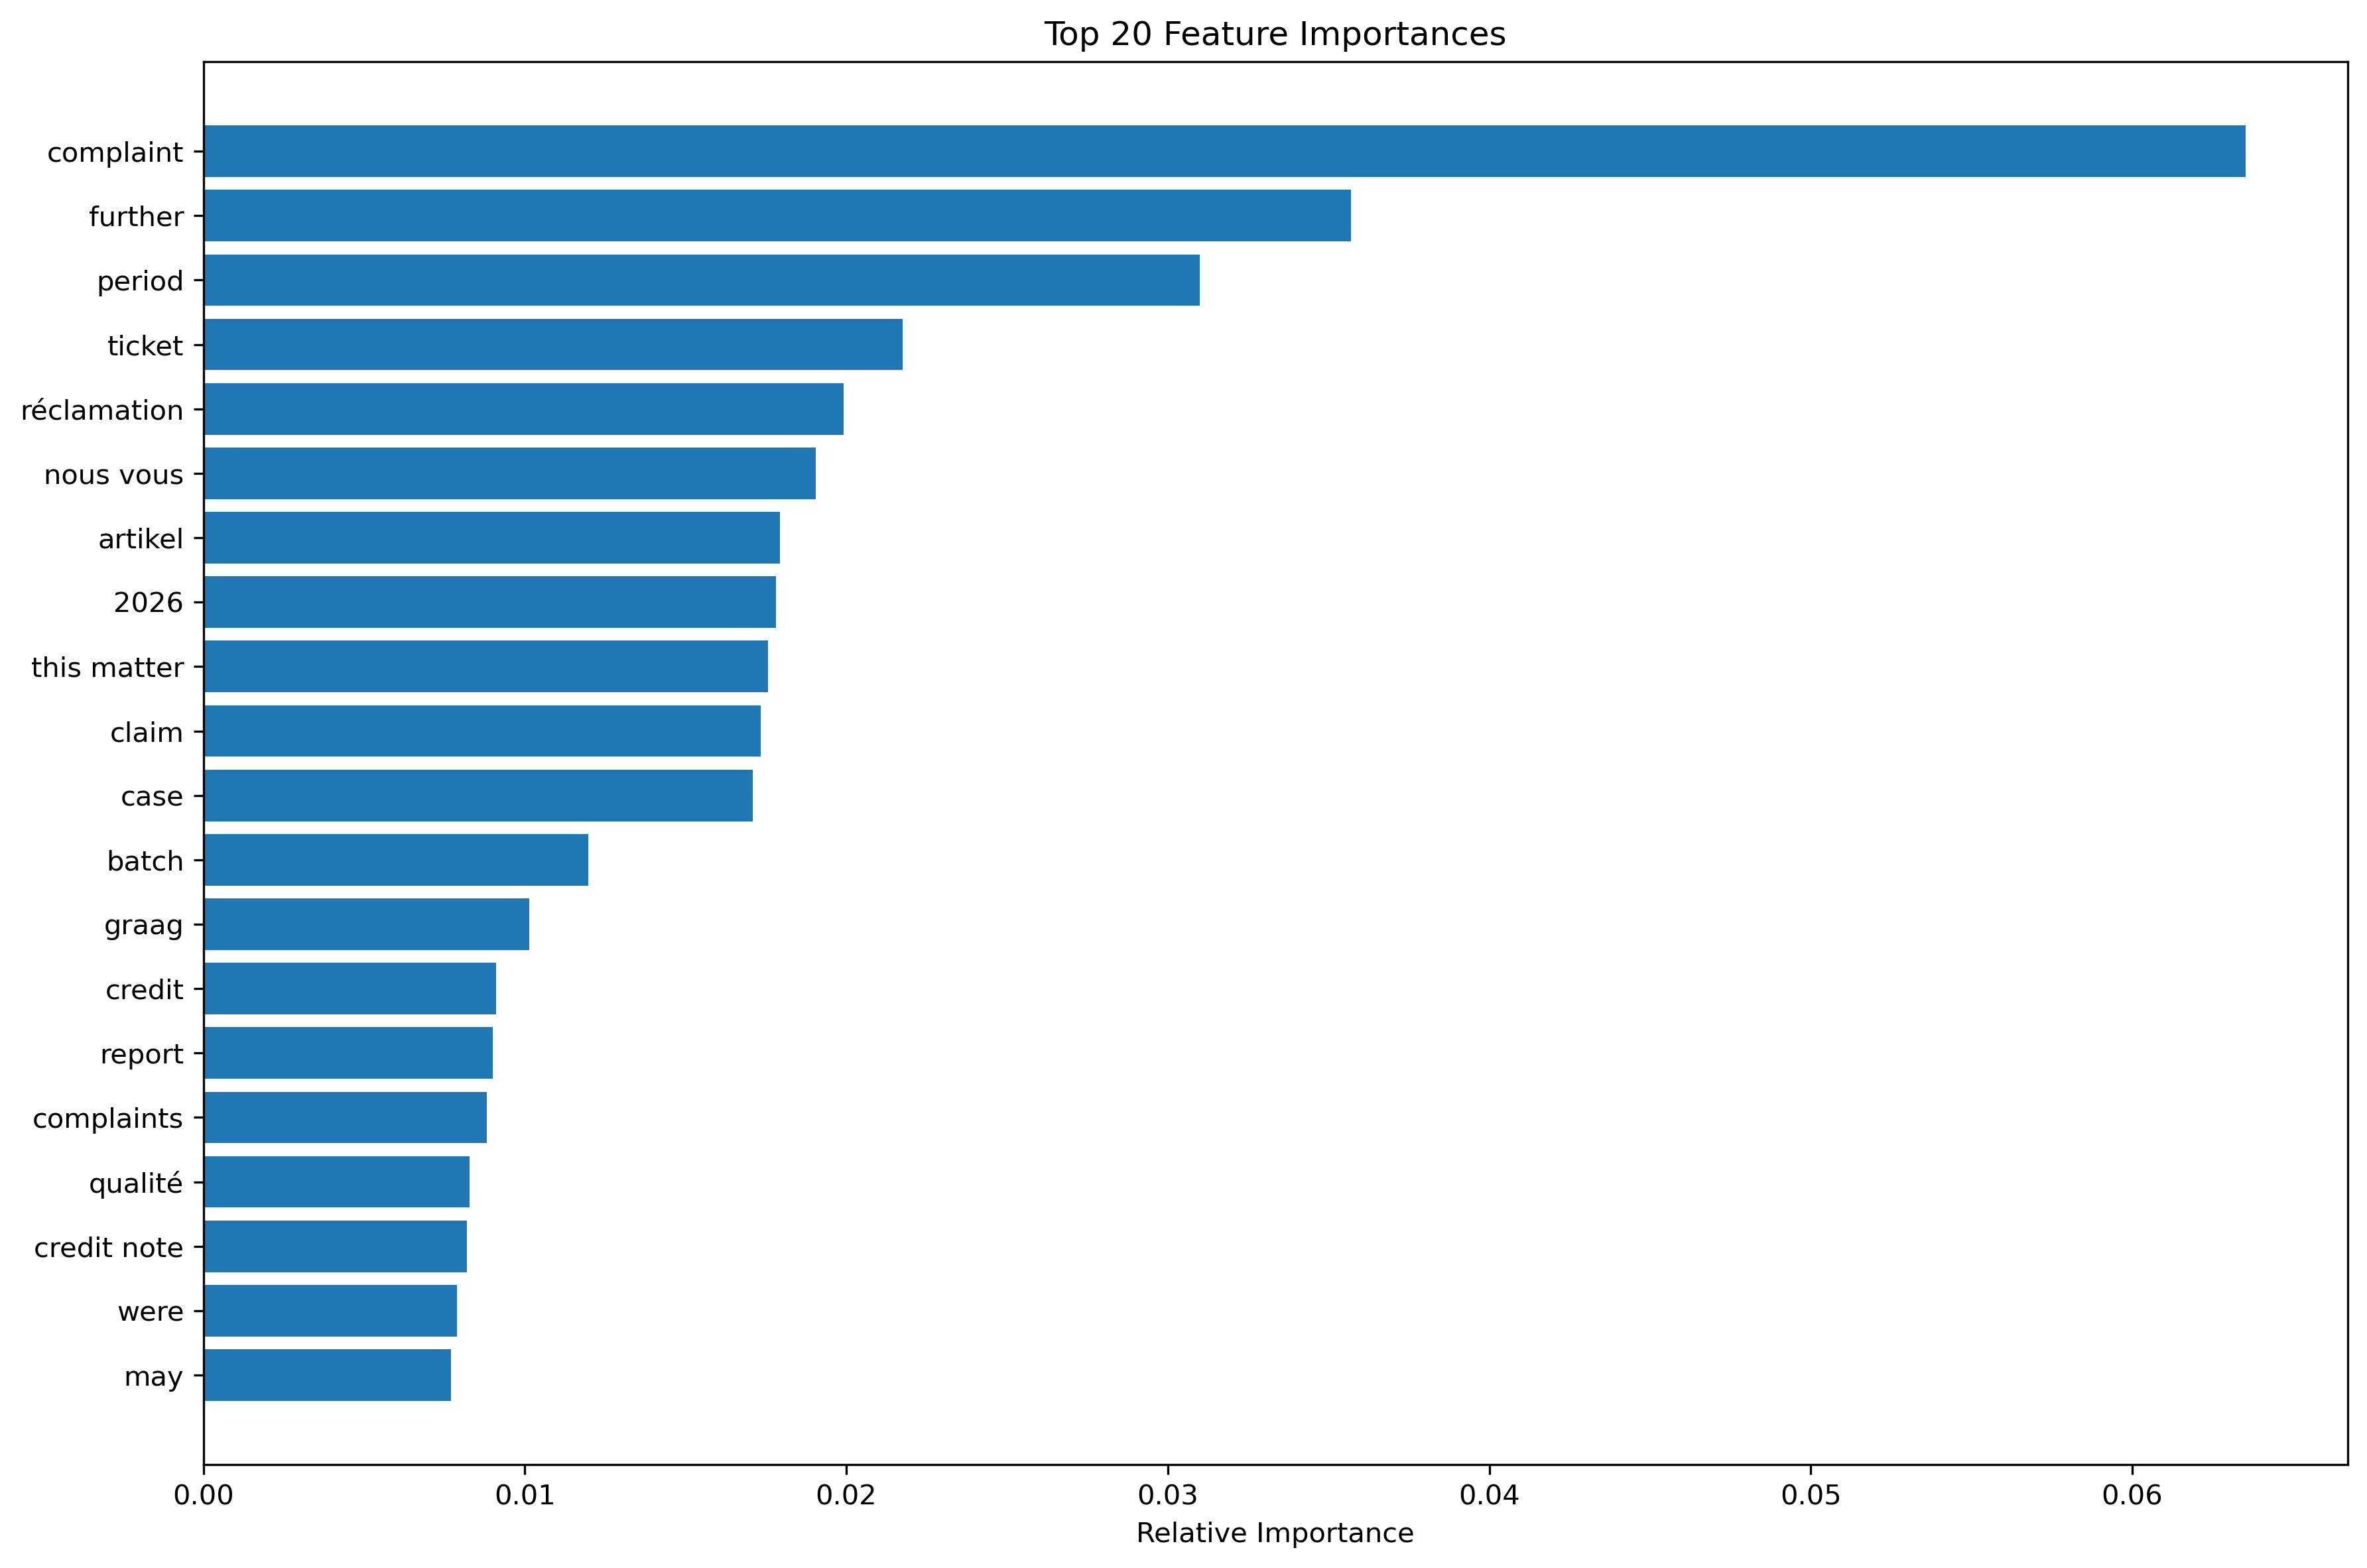 Top 20 Feature Importances
complaint
further
period
ticket
réclamation
nous vous
artikel
2026
this matter
claim
case
batch
graag
credit
report
complaints
qualité
credit note
were
may
0.00 0.01 0.02 0.03 0.04 0.05 0.06
Relative Importance